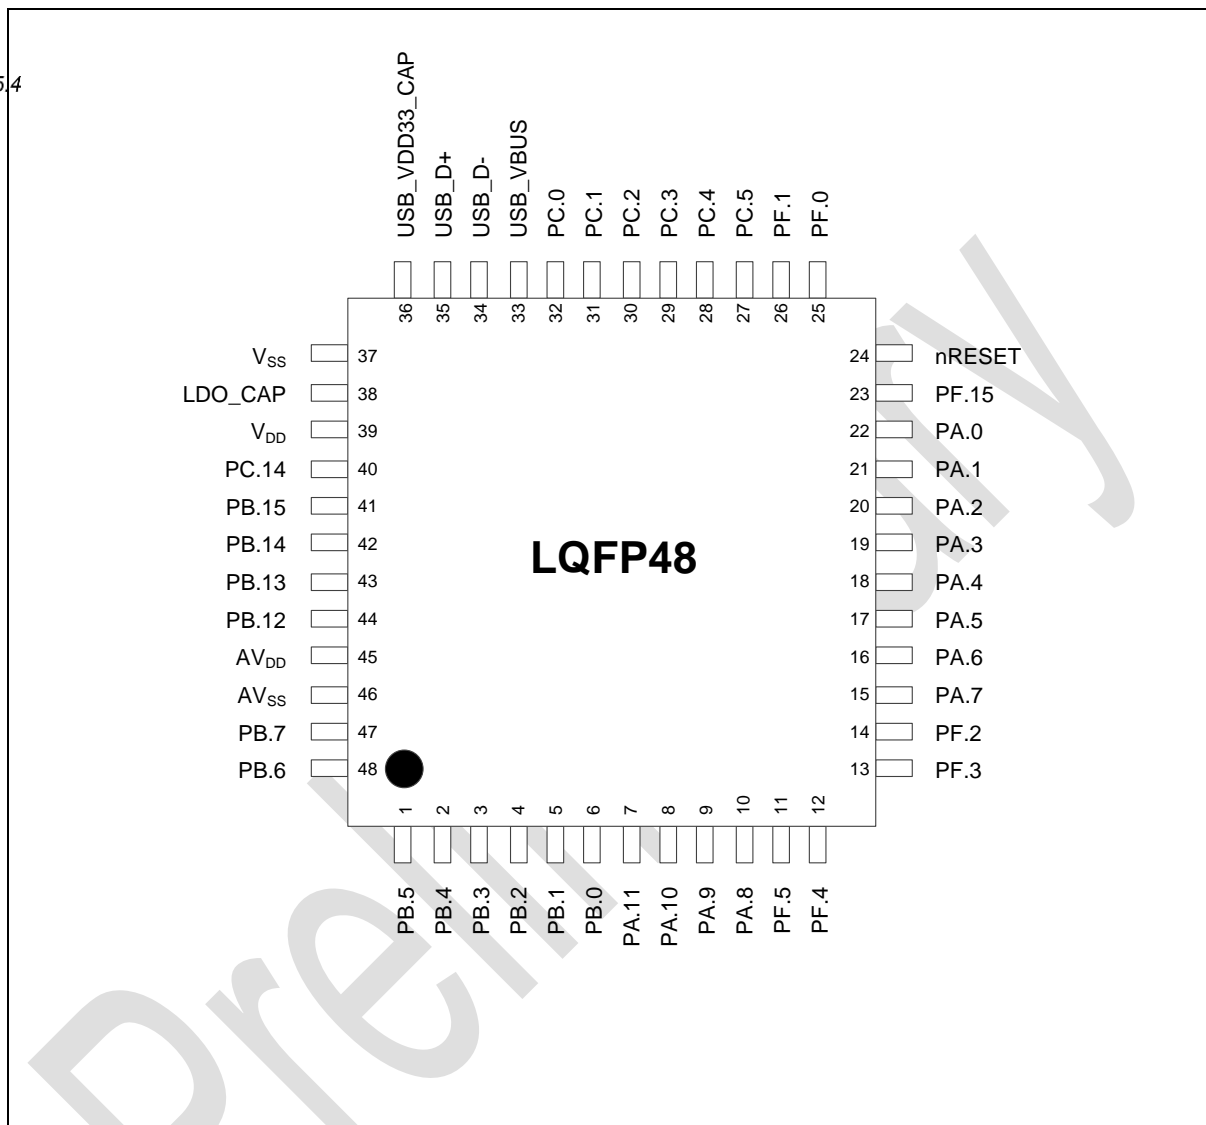 5.4
USB_VDD33_CAP
USB_D+
USB_D-
USB_VBUS
PC.0
PC.1
PC.2
PC.3
PC.4
PC.5
PF.1
PF.0
36
35
34
33
32
31
30
29
28
27
26
25
VSS 37
LDO_CAP 38
VDD 39
PC.14 40
PB.15 41
PB.14 42
PB.13 43
PB.12 44
AVDD 45
AVSS 46
PB.7 47
PB.6 48
LQFP48
24 nRESET
23 PF.15
22 PA.0
21 PA.1
20 PA.2
19 PA.3
18 PA.4
17 PA.5
16 PA.6
15 PA.7
14 PF.2
13 PF.3
1
2
3
4
5
6
7
8
9
10
11
12
PB.5
PB.4
PB.3
PB.2
PB.1
PB.0
PA.11
PA.10
PA.9
PA.8
PF.5
PF.4